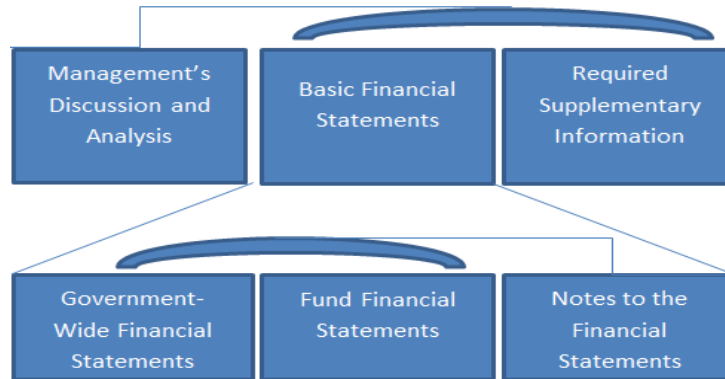 Management’s
Discussion and
Analysis
Basic Financial
Statements
Required
Supplementary
Information
Government-
Wide Financial
Statements
Fund Financial
Statements
Notes to the
Financial
Statements